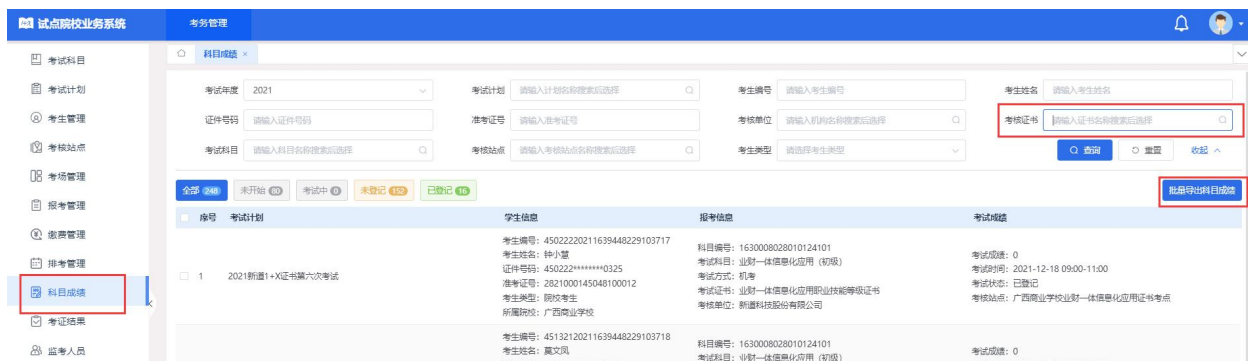 试点院校业务系统
考务管理
考试科目
考试计划
考生管理
考核站点
考场管理
报考管理
缴费管理
排考管理
科目成绩
考证结果
监考人员
科目成绩 ×
考试年度 2021
考试计划 请输入计划名称搜索后选择
考生编号 请输入考生编号
考生姓名 请输入考生姓名
证件号码 请输入证件号码
准考证号 请输入准考证号
考核单位 请输入机构名称搜索后选择
考核证书 请输入证书名称搜索后选择
考试科目 请输入科目名称搜索后选择
考核站点 请输入考核站点名称搜索后选择
考生类型 请选择考生类型
查询 重置 收起
全部 248 未开始 80 考试中 0 未登记 152 已登记 16
批量导出科目成绩
序号 考试计划 学生信息 报考信息 考试成绩
1 2021新道1+X证书第六次考试
考生编号：45022220211639448229103717
考生姓名：钟小慧
证件号码：450222********0325
准考证号：2821000145048100012
考生类型：院校考生
所属院校：广西商业学校
科目编号：1630008028010124101
考试科目：业财一体信息化应用（初级）
考试方式：机考
考试证书：业财一体信息化应用职业技能等级证书
考核单位：新道科技股份有限公司
考试成绩：0
考试时间：2021-12-18 09:00-11:00
考试状态：已登记
考核站点：广西商业学校业财一体信息化应用证书考点
考生编号：45132120211639448229103718
考生姓名：莫文凤
科目编号：1630008028010124101
考试科目：业财一体信息化应用（初级）
考试成绩：0